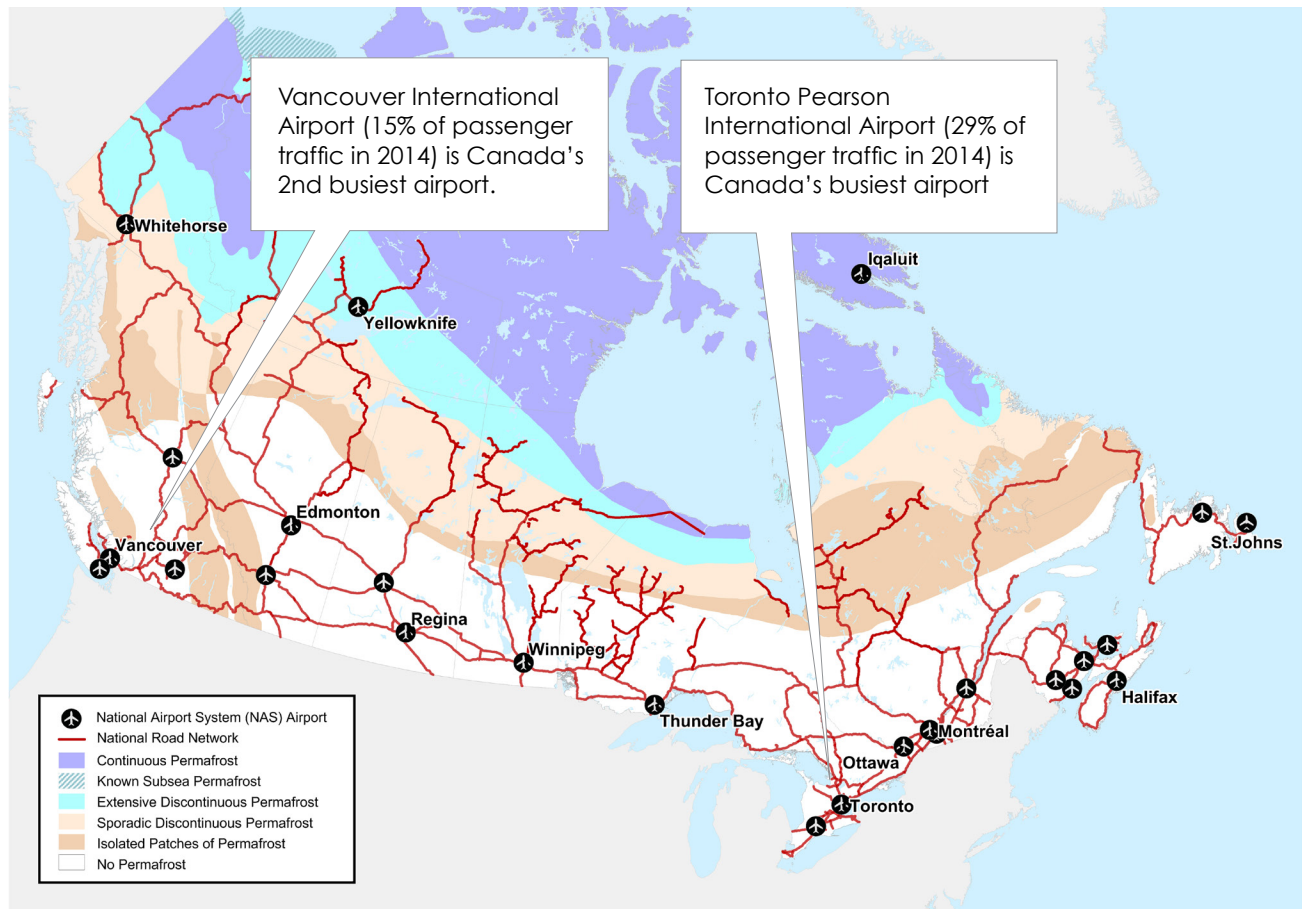 Vancouver International
Airport (15% of passenger
traffic in 2014) is Canada's
2nd busiest airport.
Toronto Pearson
International Airport (29% of
passenger traffic in 2014) is
Canada's busiest airport
Whitehorse
Iqaluit
Yellowknife
Edmonton
Vancouver
St.Johns
Regina
Winnipeg
Halifax
Thunder Bay
Montréal
Ottawa
Toronto
National Airport System (NAS) Airport
National Road Network
Continuous Permafrost
Known Subsea Permafrost
Extensive Discontinuous Permafrost
Sporadic Discontinuous Permafrost
Isolated Patches of Permafrost
No Permafrost